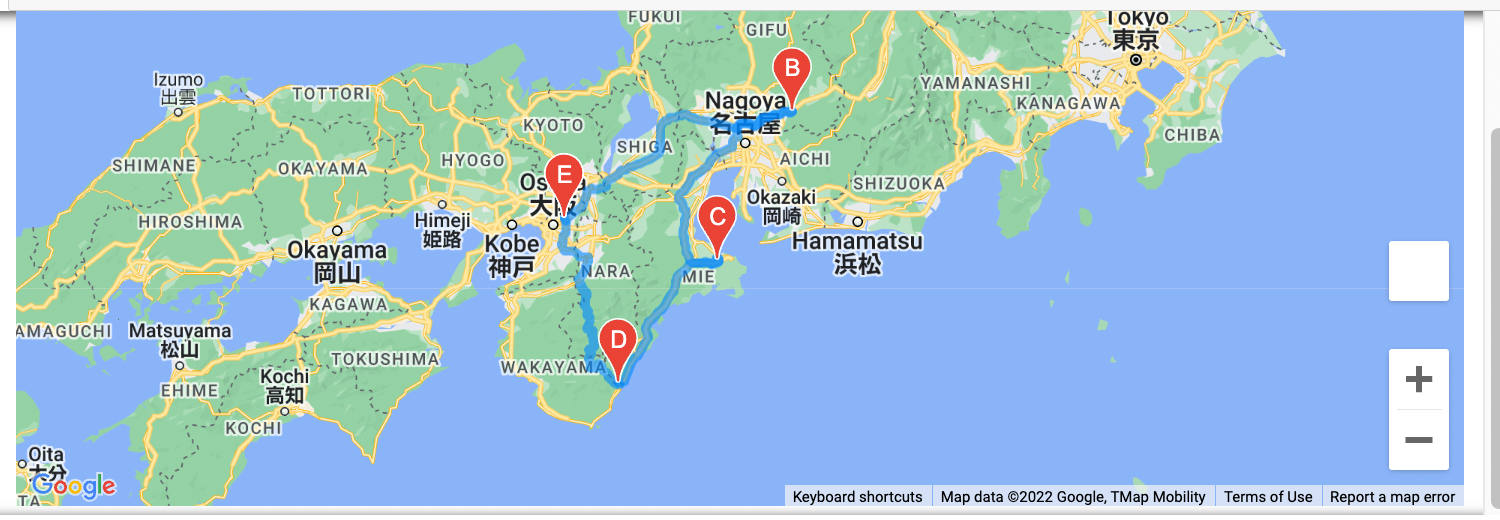 FUKUI
Tokyo
東京
GIFU
Izumo
出雲
TOTTORI
B
YAMANASHI
Nagoya
名古屋
KANAGAWA
KYOTO
CHIBA
SHIGA
HYOGO
AICHI
SHIMANE
OKAYAMA
E
SHIZUOKA
Okazaki
岡崎
HIROSHIMA
Himeji
姫路
C
Okayama
岡山
Kobe
神戸
Hamamatsu
浜松
NARA
MIE
KAGAWA
AMAGUCHI
Matsuyama
松山
D
TOKUSHIMA
WAKAYAMA
Kochi
高知
EHIME
KOCHI
Oita
大分
TA
Google
Keyboard shortcuts
Map data ©2022 Google, TMap Mobility
Terms of Use
Report a map error